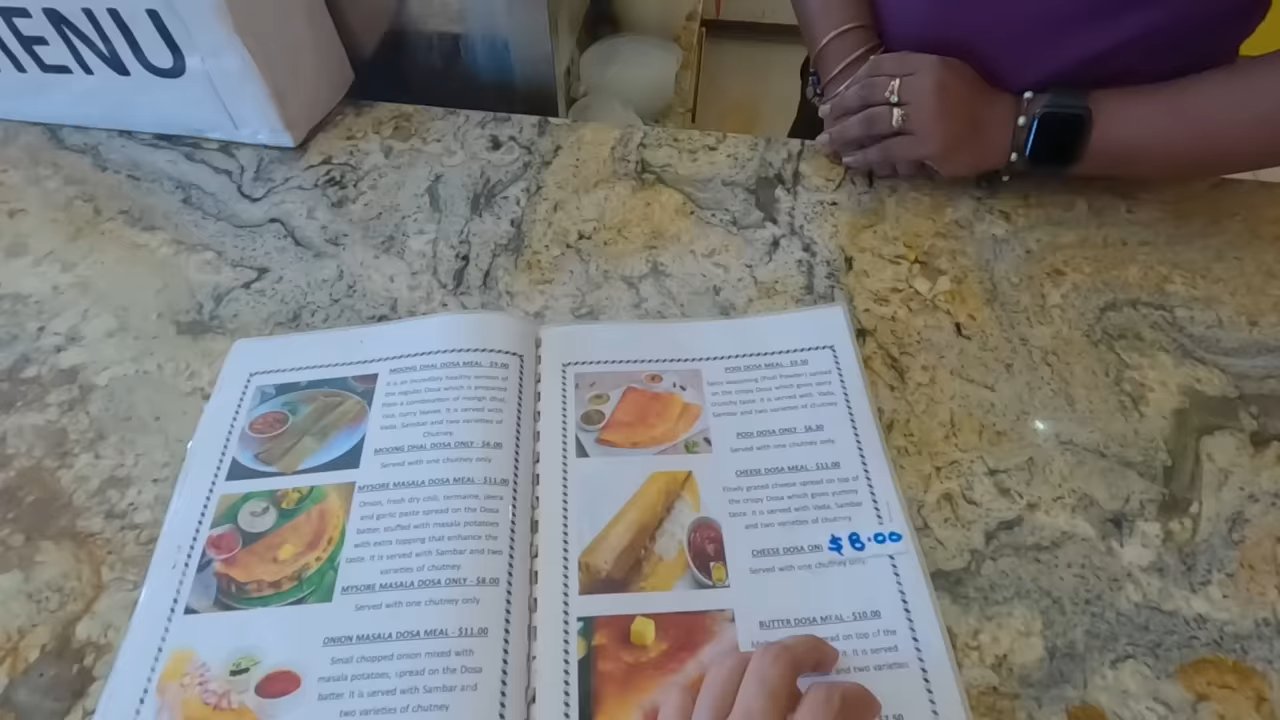 MENU
MOONG DHAL DOSA MEAL - $9.00
It is an incredibly healthy version of
the regular Dosa which is prepared
from a combination of moongh dhal,
rice, curry leaves. It is served with
Vada, Sambar and two varieties of
Chutney
MOONG DHAL DOSA ONLY - $6.00
Served with one chutney only
MYSORE MASALA DOSA MEAL - $11.00
Onion, fresh dry chili, turmaine, jeera
and garlic paste spread on the Dosa
batter, stuffed with masala potatoes
with extra topping that enhance the
taste. It is served with Sambar and two
varieties of chutney
MYSORE MASALA DOSA ONLY - $8.00
Served with one chutney only
ONION MASALA DOSA MEAL - $11.00
Small chopped onion mixed with
masala potatoes, spread on the Dosa
batter. It is served with Sambar and
two varieties of chutney
PODI DOSA MEAL - $9.50
Spicy seasoning (Podi Powder) spread
on the crispy Dosa which gives spicy
crunchy taste. It is served with Vada,
Sambar and two varieties of chutney
PODI DOSA ONLY - $6.50
Served with one chutney only
CHEESE DOSA MEAL - $11.00
Finely grated cheese spread on top of
the crispy Dosa which gives yummy
taste. It is served with Vada, Sambar
and two varieties of chutney
CHEESE DOSA ONL $8.00
Served with one chutney only
BUTTER DOSA MEAL - $10.00
read on top of the
it. It is served
and two varieties